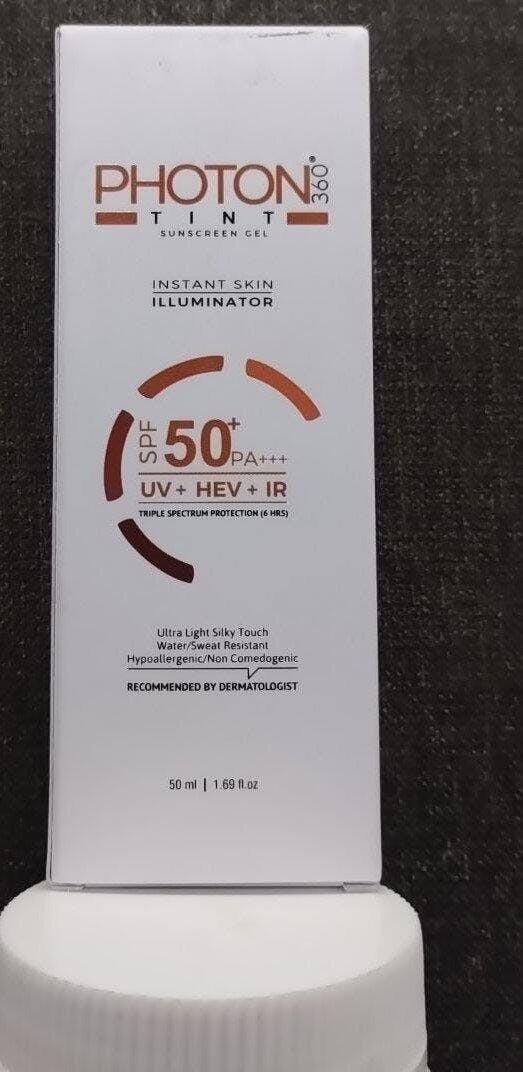 PHOTON 360®
TINT
SUNSCREEN GEL
INSTANT SKIN
ILLUMINATOR
SPF 50+ PA+++
UV + HEV + IR
TRIPLE SPECTRUM PROTECTION (6 HRS)
Ultra Light Silky Touch
Water/Sweat Resistant
Hypoallergenic/Non Comedogenic
RECOMMENDED BY DERMATOLOGIST
50 ml | 1.69 fl.oz